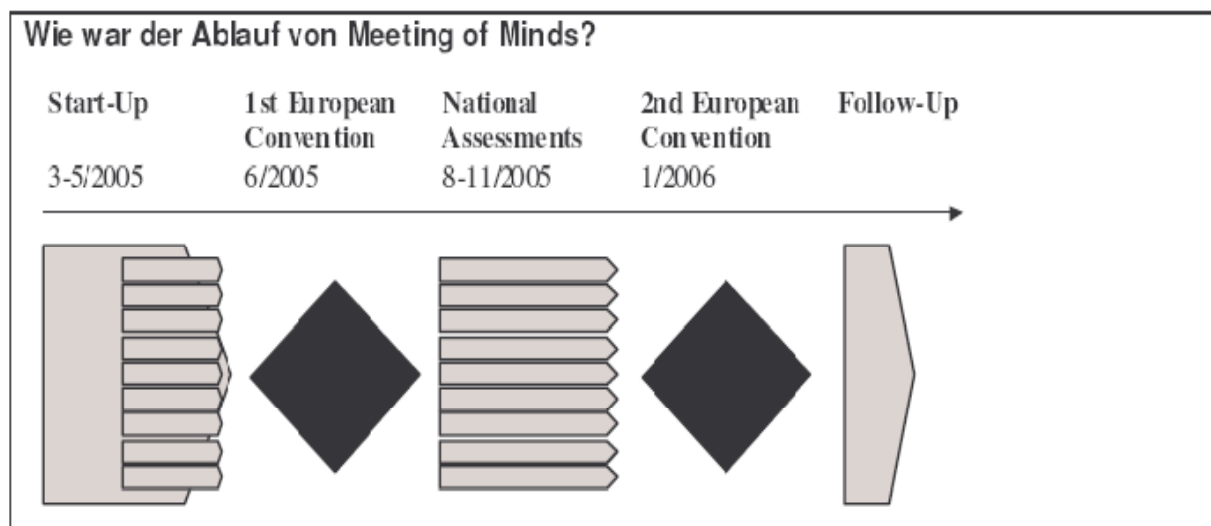 Wie war der Ablauf von Meeting of Minds?
Start-Up
3-5/2005
1st European
Convention
6/2005
National
Assessments
8-11/2005
2nd European
Convention
1/2006
Follow-Up